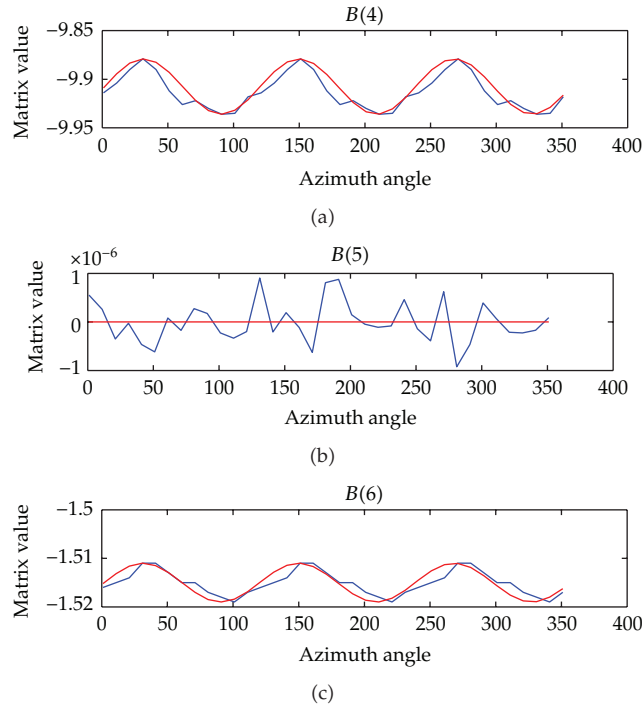 B(4)
−9.85
−9.9
−9.95
Matrix value
0 50 100 150 200 250 300 350 400
Azimuth angle
(a)
B(5)
×10−6
1
0
−1
Matrix value
0 50 100 150 200 250 300 350 400
Azimuth angle
(b)
B(6)
−1.5
−1.51
−1.52
Matrix value
0 50 100 150 200 250 300 350 400
Azimuth angle
(c)